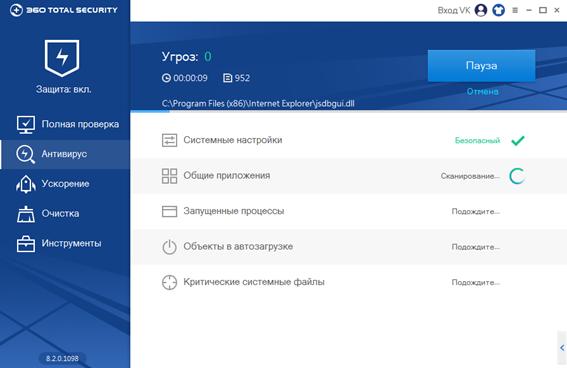 360 TOTAL SECURITY
Вход VK
Защита: вкл.
Полная проверка
Антивирус
Ускорение
Очистка
Инструменты
8.2.0.1098
Угроз: 0
00:00:09 952
Пауза
Отмена
C:\Program Files (x86)\Internet Explorer\jsdbgui.dll
Системные настройки Безопасный
Общие приложения Сканирование...
Запущенные процессы Подождите...
Объекты в автозагрузке Подождите...
Критические системные файлы Подождите...